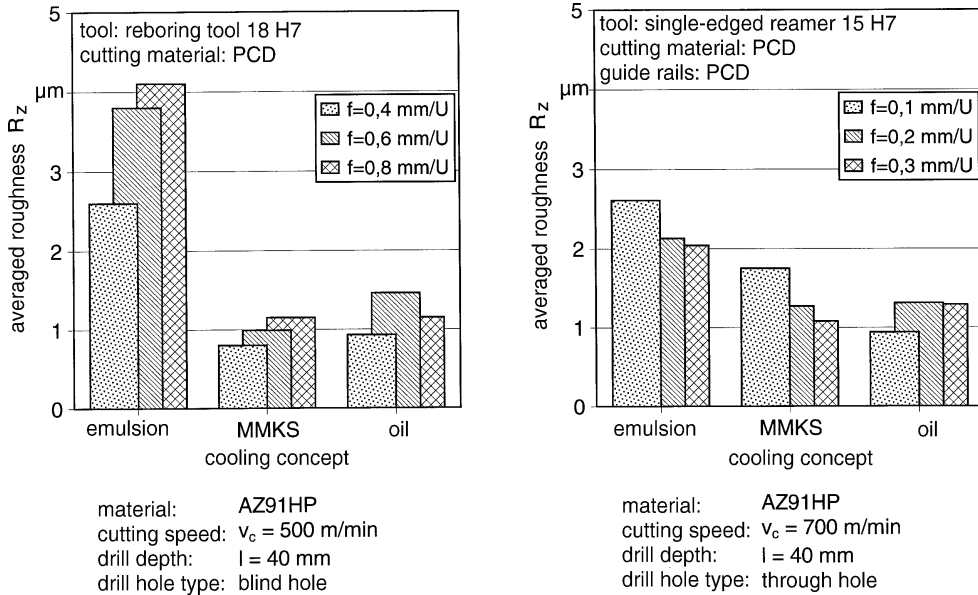 5
tool: reboring tool 18 H7
cutting material: PCD
µm
f=0,4 mm/U
f=0,6 mm/U
f=0,8 mm/U
averaged roughness Rz
3
2
1
0
emulsion MMKS oil
cooling concept
material: AZ91HP
cutting speed: vc = 500 m/min
drill depth: l = 40 mm
drill hole type: blind hole
5
tool: single-edged reamer 15 H7
cutting material: PCD
guide rails: PCD
µm
f=0,1 mm/U
f=0,2 mm/U
f=0,3 mm/U
averaged roughness Rz
3
2
1
0
emulsion MMKS oil
cooling concept
material: AZ91HP
cutting speed: vc = 700 m/min
drill depth: l = 40 mm
drill hole type: through hole